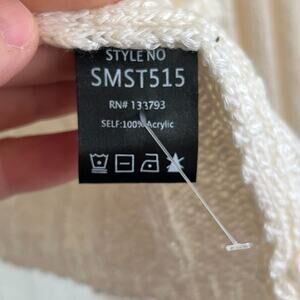 STYLE NO
SMST515
RN# 133793
SELF:100% Acrylic